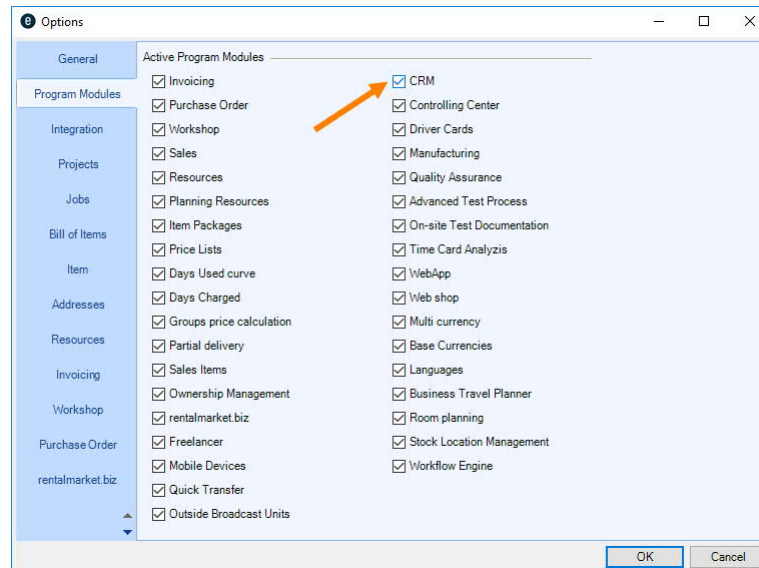 e Options
General
Program Modules
Integration
Projects
Jobs
Bill of Items
Item
Addresses
Resources
Invoicing
Workshop
Purchase Order
rentalmarket.biz
Active Program Modules
Invoicing
Purchase Order
Workshop
Sales
Resources
Planning Resources
Item Packages
Price Lists
Days Used curve
Days Charged
Groups price calculation
Partial delivery
Sales Items
Ownership Management
rentalmarket.biz
Freelancer
Mobile Devices
Quick Transfer
Outside Broadcast Units
CRM
Controlling Center
Driver Cards
Manufacturing
Quality Assurance
Advanced Test Process
On-site Test Documentation
Time Card Analyzis
WebApp
Web shop
Multi currency
Base Currencies
Languages
Business Travel Planner
Room planning
Stock Location Management
Workflow Engine
OK
Cancel